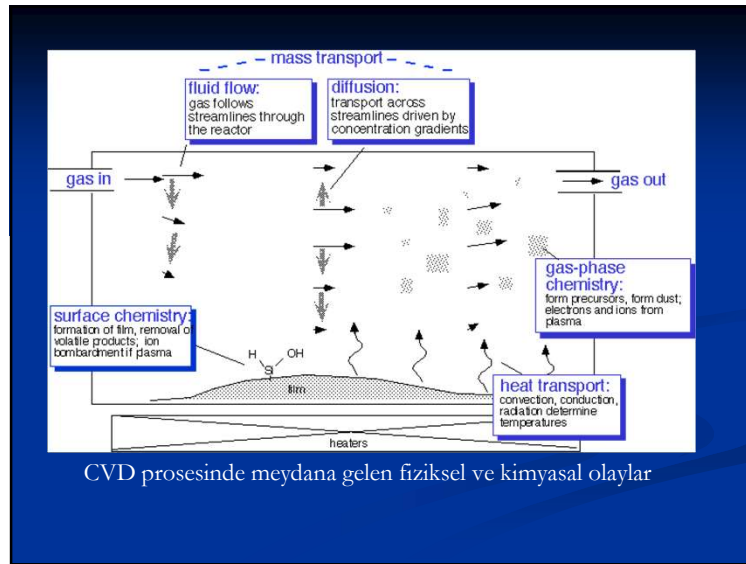 mass transport
fluid flow:
gas follows
streamlines through
the reactor
diffusion:
transport across
streamlines driven by
concentration gradients
gas in
gas out
gas-phase
chemistry:
form precursors, form dust;
electrons and ions from
plasma
surface chemistry:
formation of film, removal of
volatile products; ion
bombardment if plasma
H
OH
Si
film
heat transport:
convection, conduction,
radiation determine
temperatures
heaters
CVD prosesinde meydana gelen fiziksel ve kimyasal olaylar